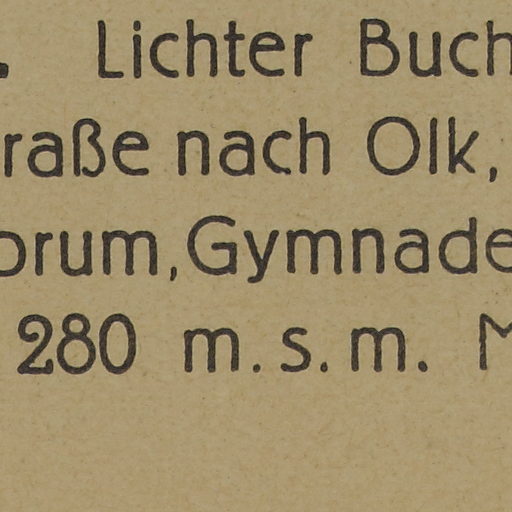 . Lichter Buch
raße nach Olk,
orum, Gymnade
280 m.s.m. M